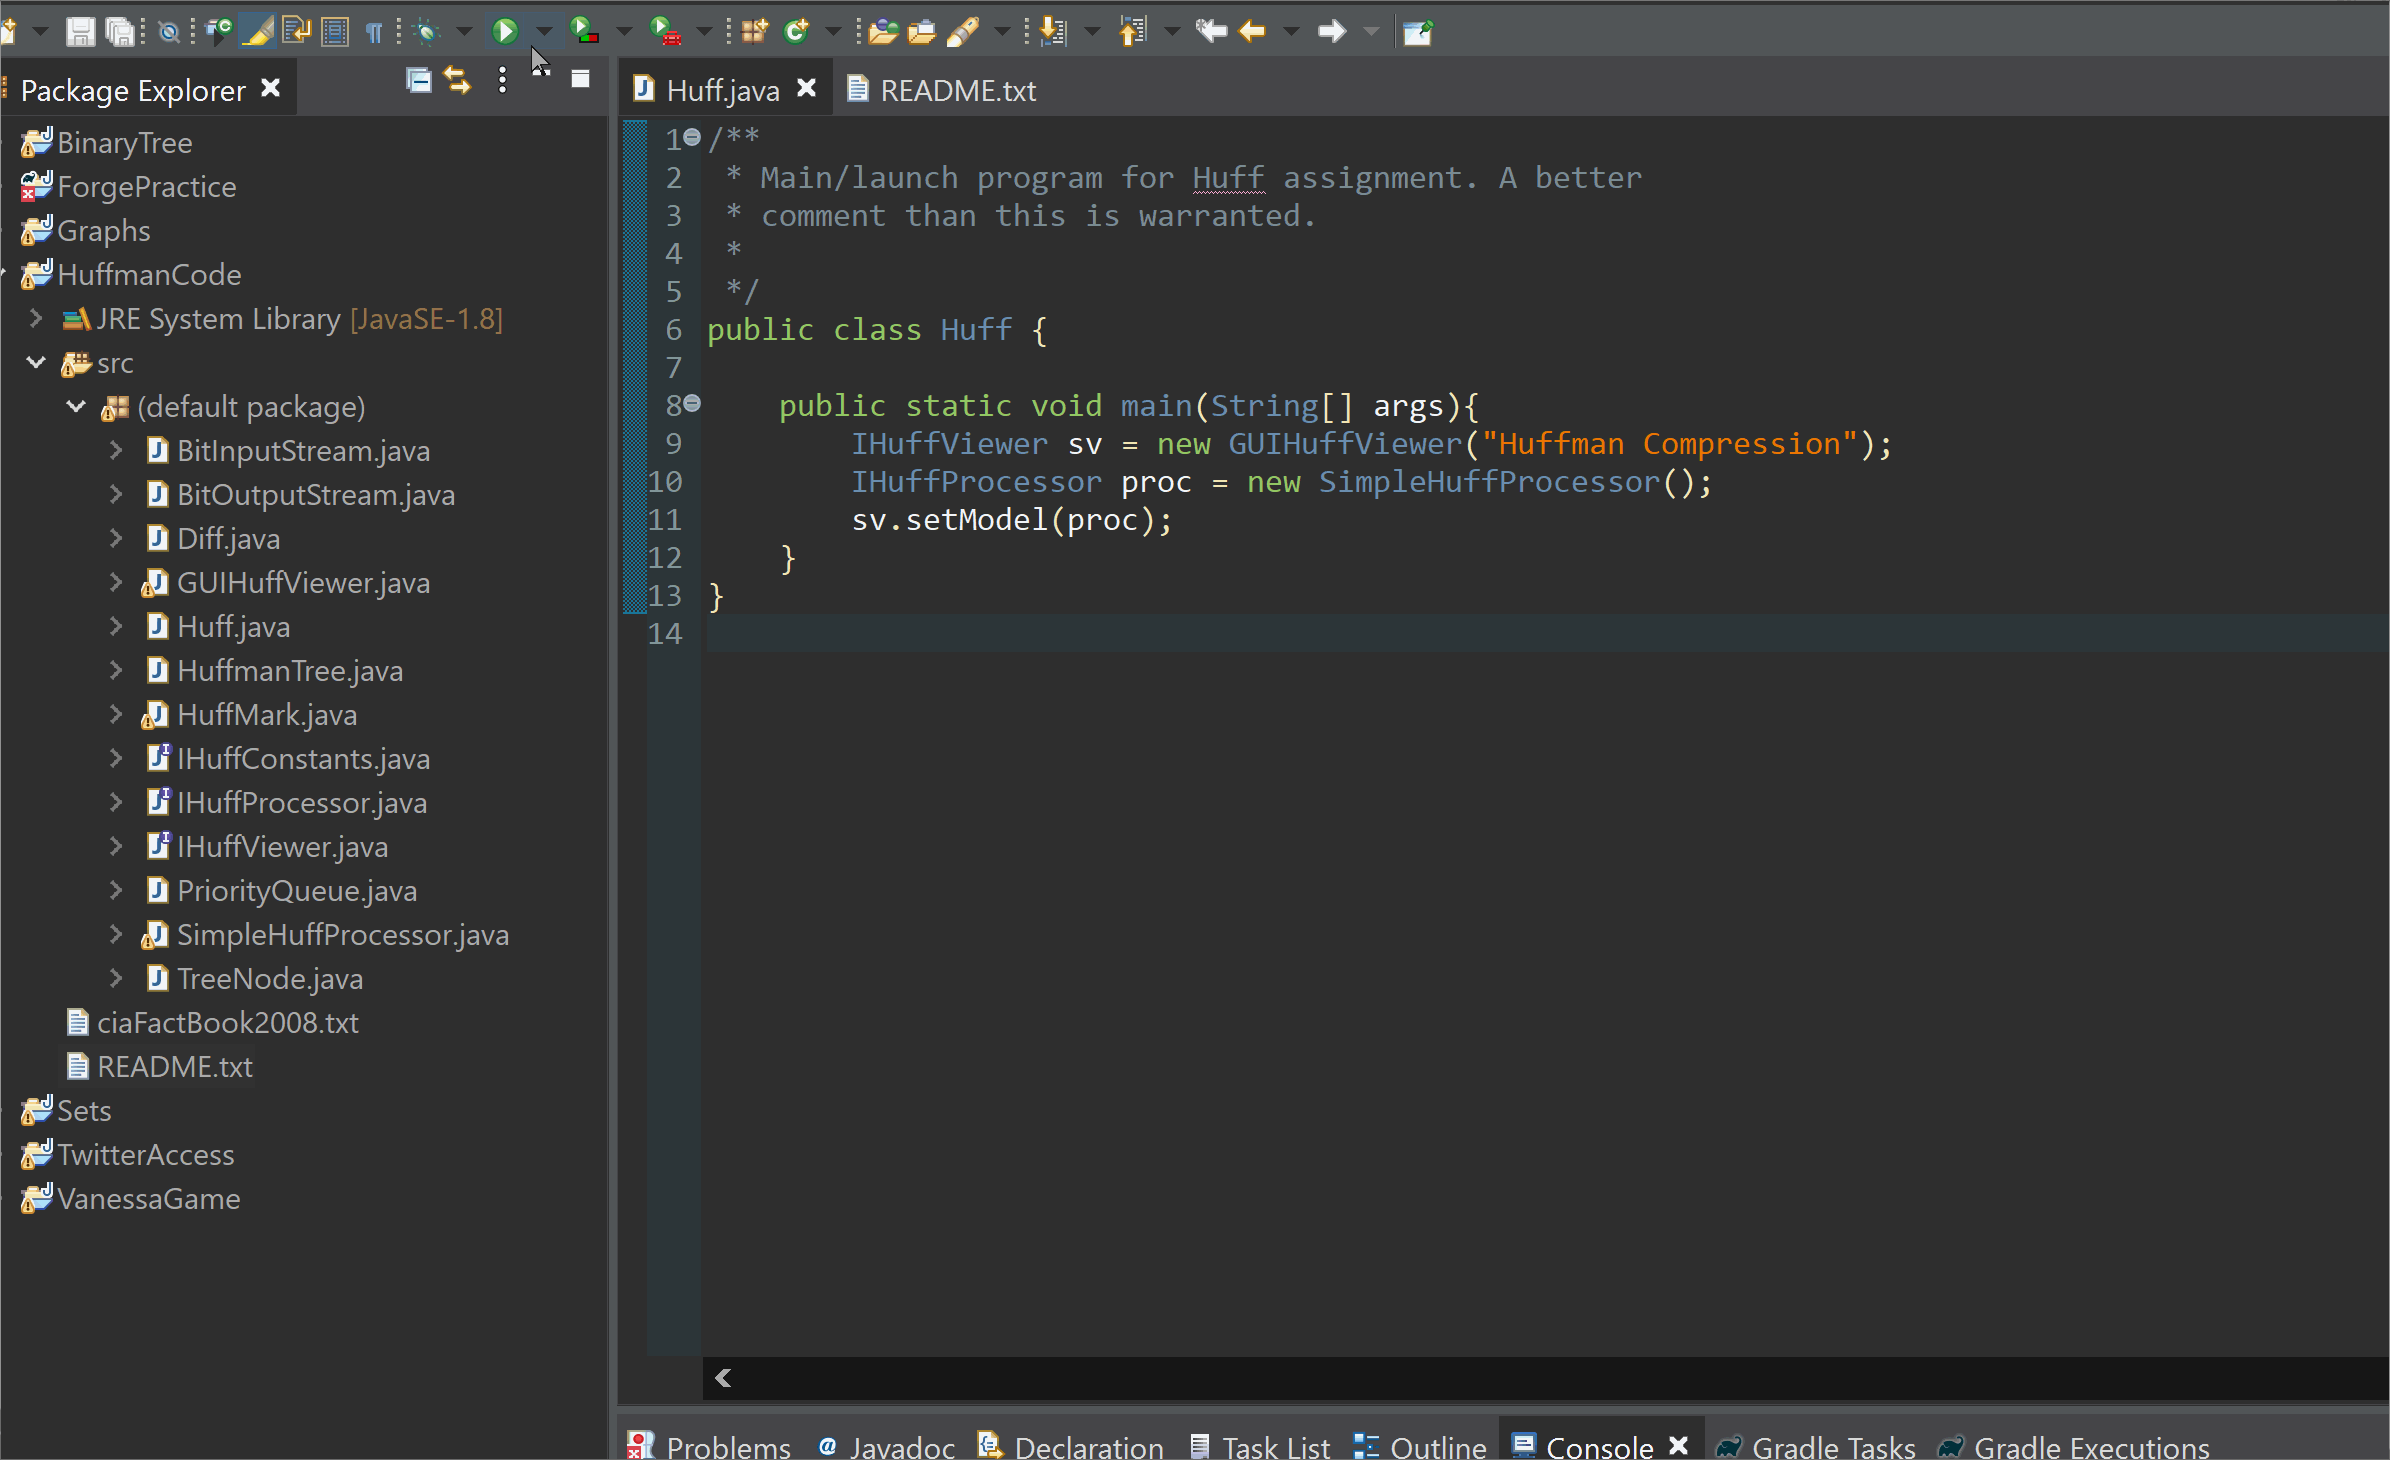 Package Explorer
BinaryTree
ForgePractice
Graphs
HuffmanCode
JRE System Library [JavaSE-1.8]
src
(default package)
BitInputStream.java
BitOutputStream.java
Diff.java
GUIHuffViewer.java
Huff.java
HuffmanTree.java
HuffMark.java
IHuffConstants.java
IHuffProcessor.java
IHuffViewer.java
PriorityQueue.java
SimpleHuffProcessor.java
TreeNode.java
ciaFactBook2008.txt
README.txt
Sets
TwitterAccess
VanessaGame
Huff.java README.txt
1 /**
2  * Main/launch program for Huff assignment. A better
3  * comment than this is warranted.
4  *
5  */
6 public class Huff {
7
8     public static void main(String[] args){
9         IHuffViewer sv = new GUIHuffViewer("Huffman Compression");
10         IHuffProcessor proc = new SimpleHuffProcessor();
11         sv.setModel(proc);
12     }
13 }
14
Problems Javadoc Declaration Task List Outline Console Gradle Tasks Gradle Executions